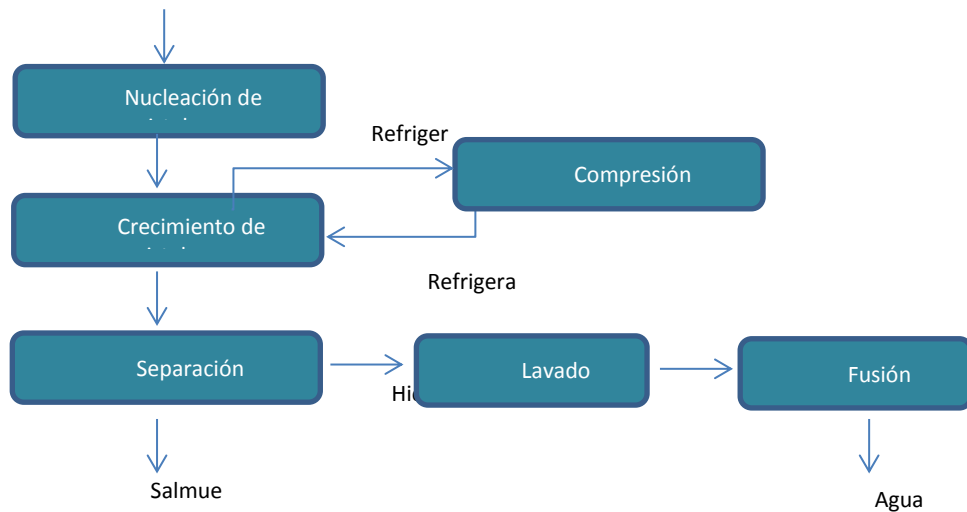 Nucleación de
Refriger
Compresión
Crecimiento de
Refrigera
Separación
Lavado
Fusión
Salmue
Agua